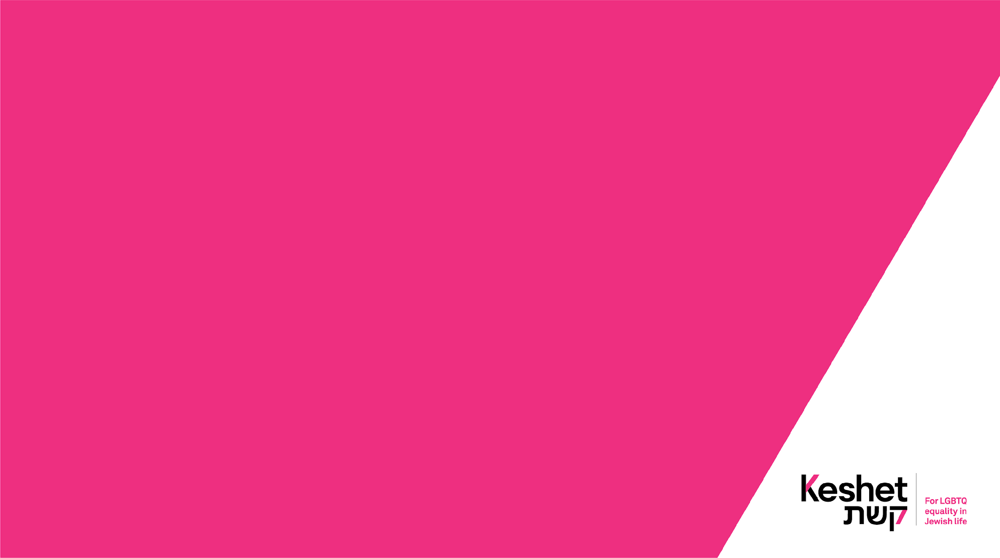 Keshet
קשת
For LGBTQ
equality in
Jewish life